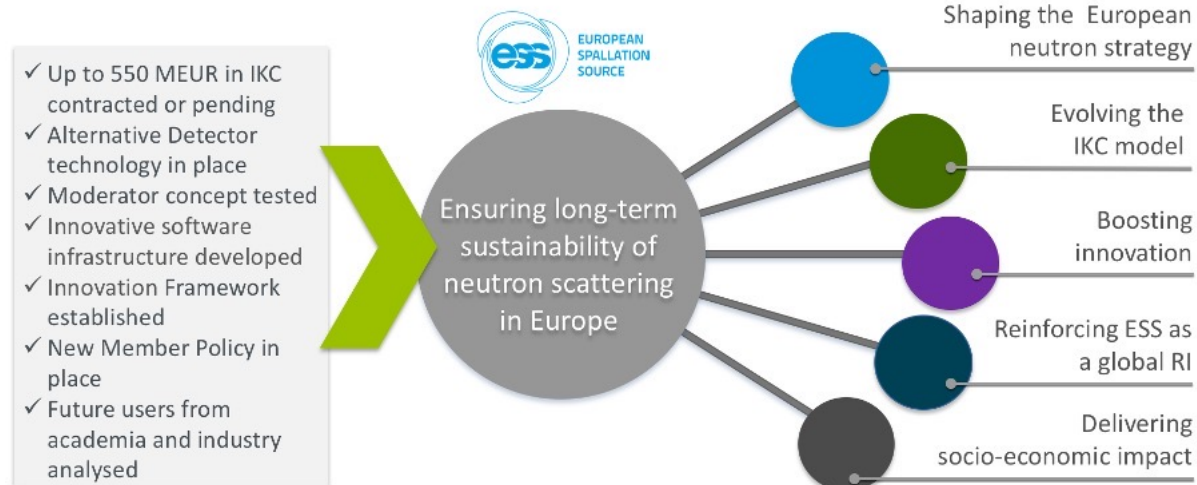 ✓ Up to 550 MEUR in IKC
contracted or pending
✓ Alternative Detector
technology in place
✓ Moderator concept tested
✓ Innovative software
infrastructure developed
✓ Innovation Framework
established
✓ New Member Policy in
place
✓ Future users from
academia and industry
analysed
ess
EUROPEAN
SPALLATION
SOURCE
Ensuring long-term
sustainability of
neutron scattering
in Europe
Shaping the European
neutron strategy
Evolving the
IKC model
Boosting
innovation
Reinforcing ESS as
a global RI
Delivering
socio-economic impact